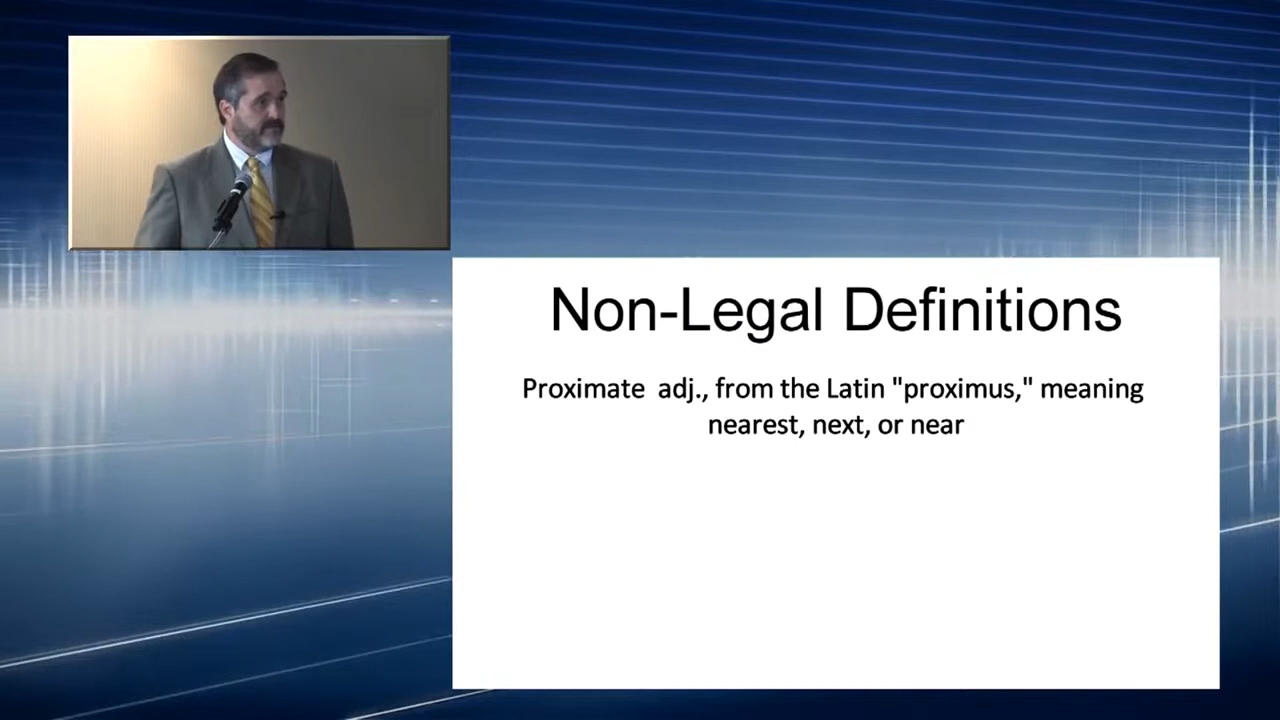 Non-Legal Definitions
Proximate  adj., from the Latin "proximus," meaning
nearest, next, or near